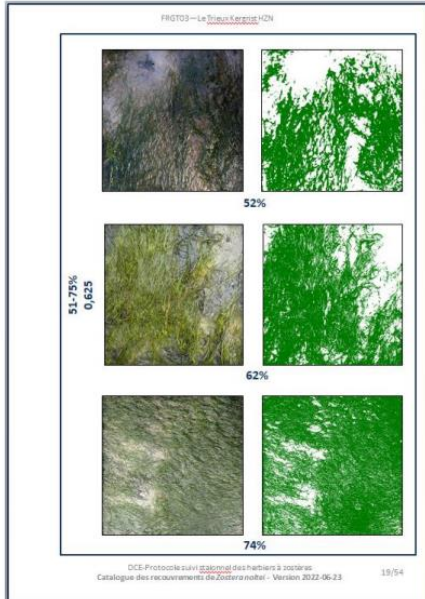 FRGT03 — Le Trieux Kergrist HZN
52%
51-75%
0,625
62%
74%
DCE-Protocole suivi stationnel des herbiers à zostères
Catalogue des recouvrements de Zostera noltei - Version 2022-06-23
19/54